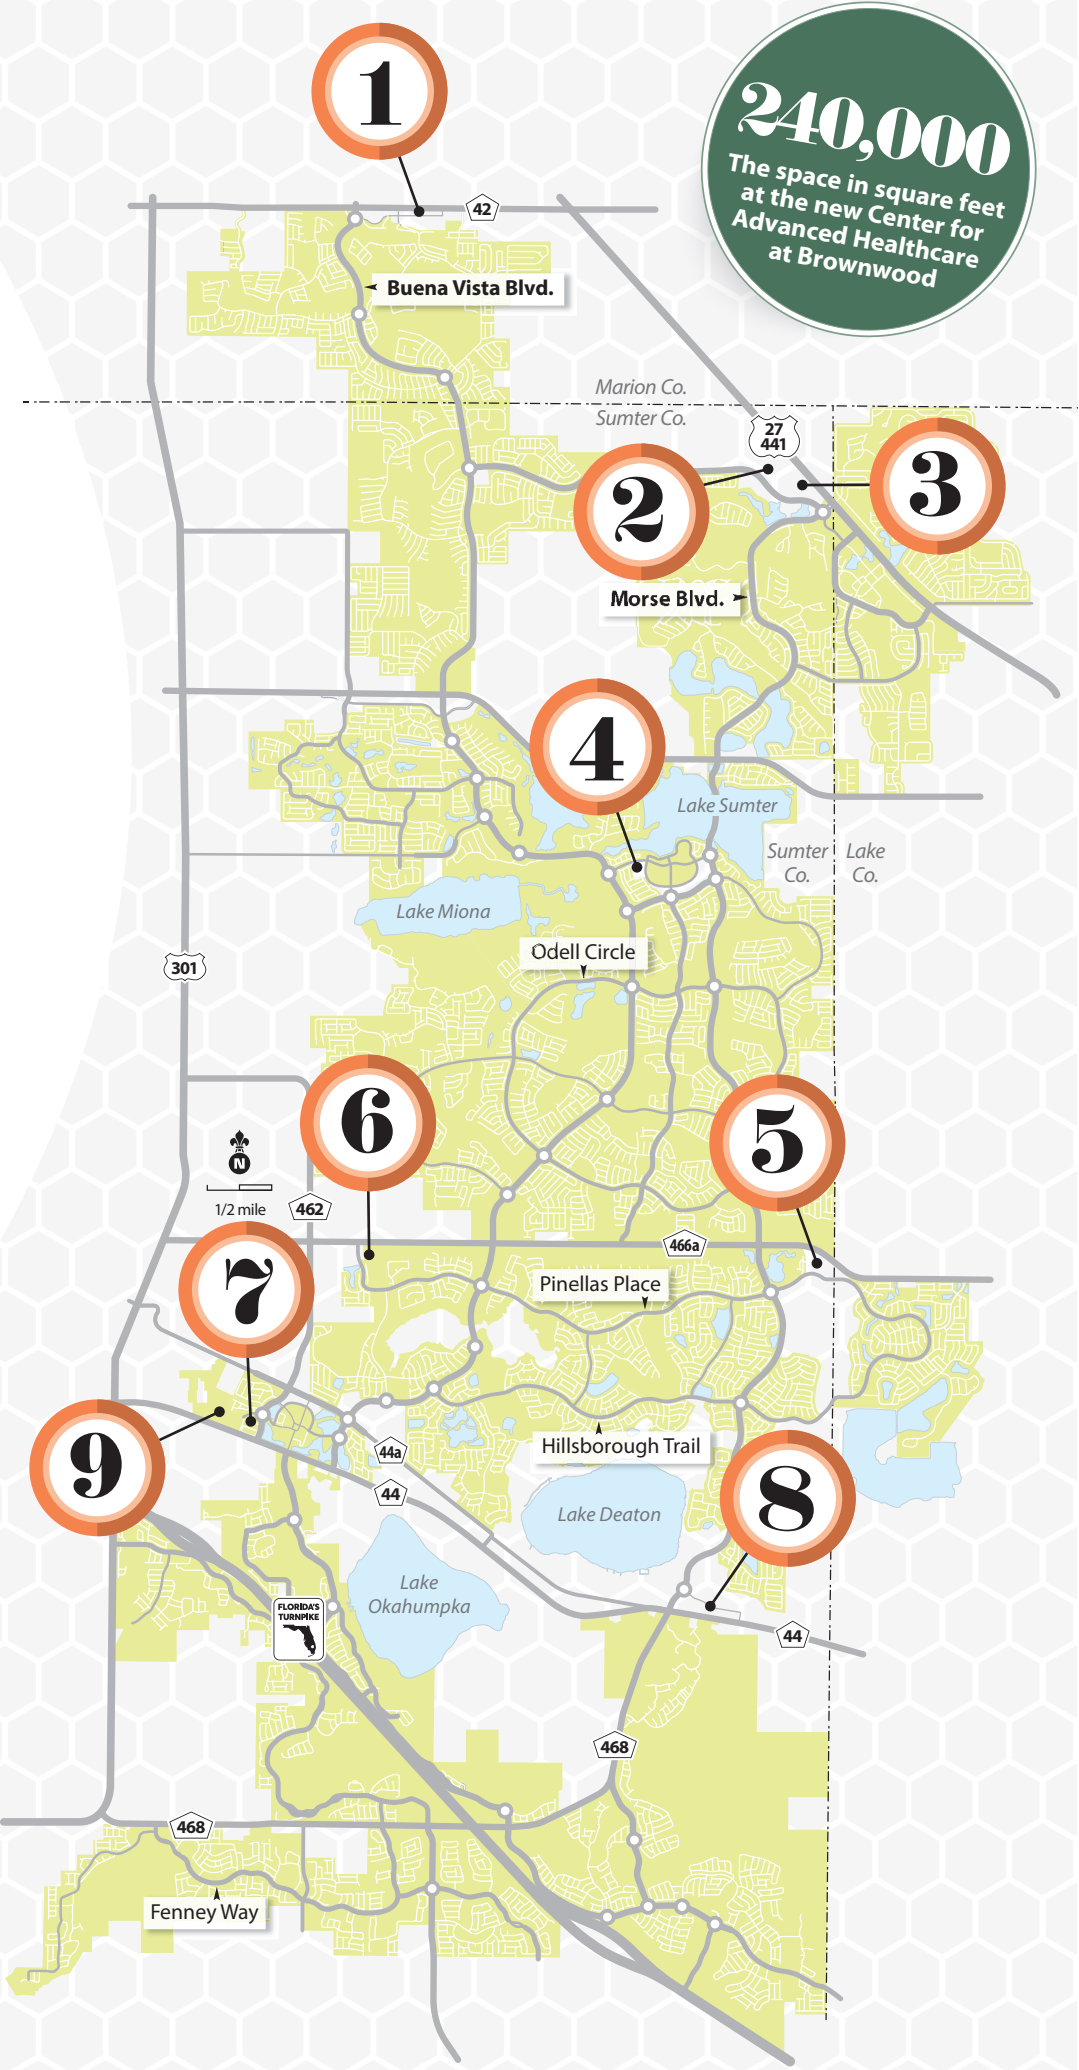 1
240,000
The space in square feet
at the new Center for
Advanced Healthcare
at Brownwood
42
Buena Vista Blvd.
Marion Co.
Sumter Co.
27
441
2
3
Morse Blvd.
4
Lake Sumter
Sumter
Co.
Lake
Co.
Lake Miona
Odell Circle
301
6
5
N
1/2 mile
462
466a
7
Pinellas Place
9
Hillsborough Trail
44a
44
8
Lake Deaton
Lake
Okahumpka
FLORIDA'S
TURNPIKE
44
468
468
Fenney Way